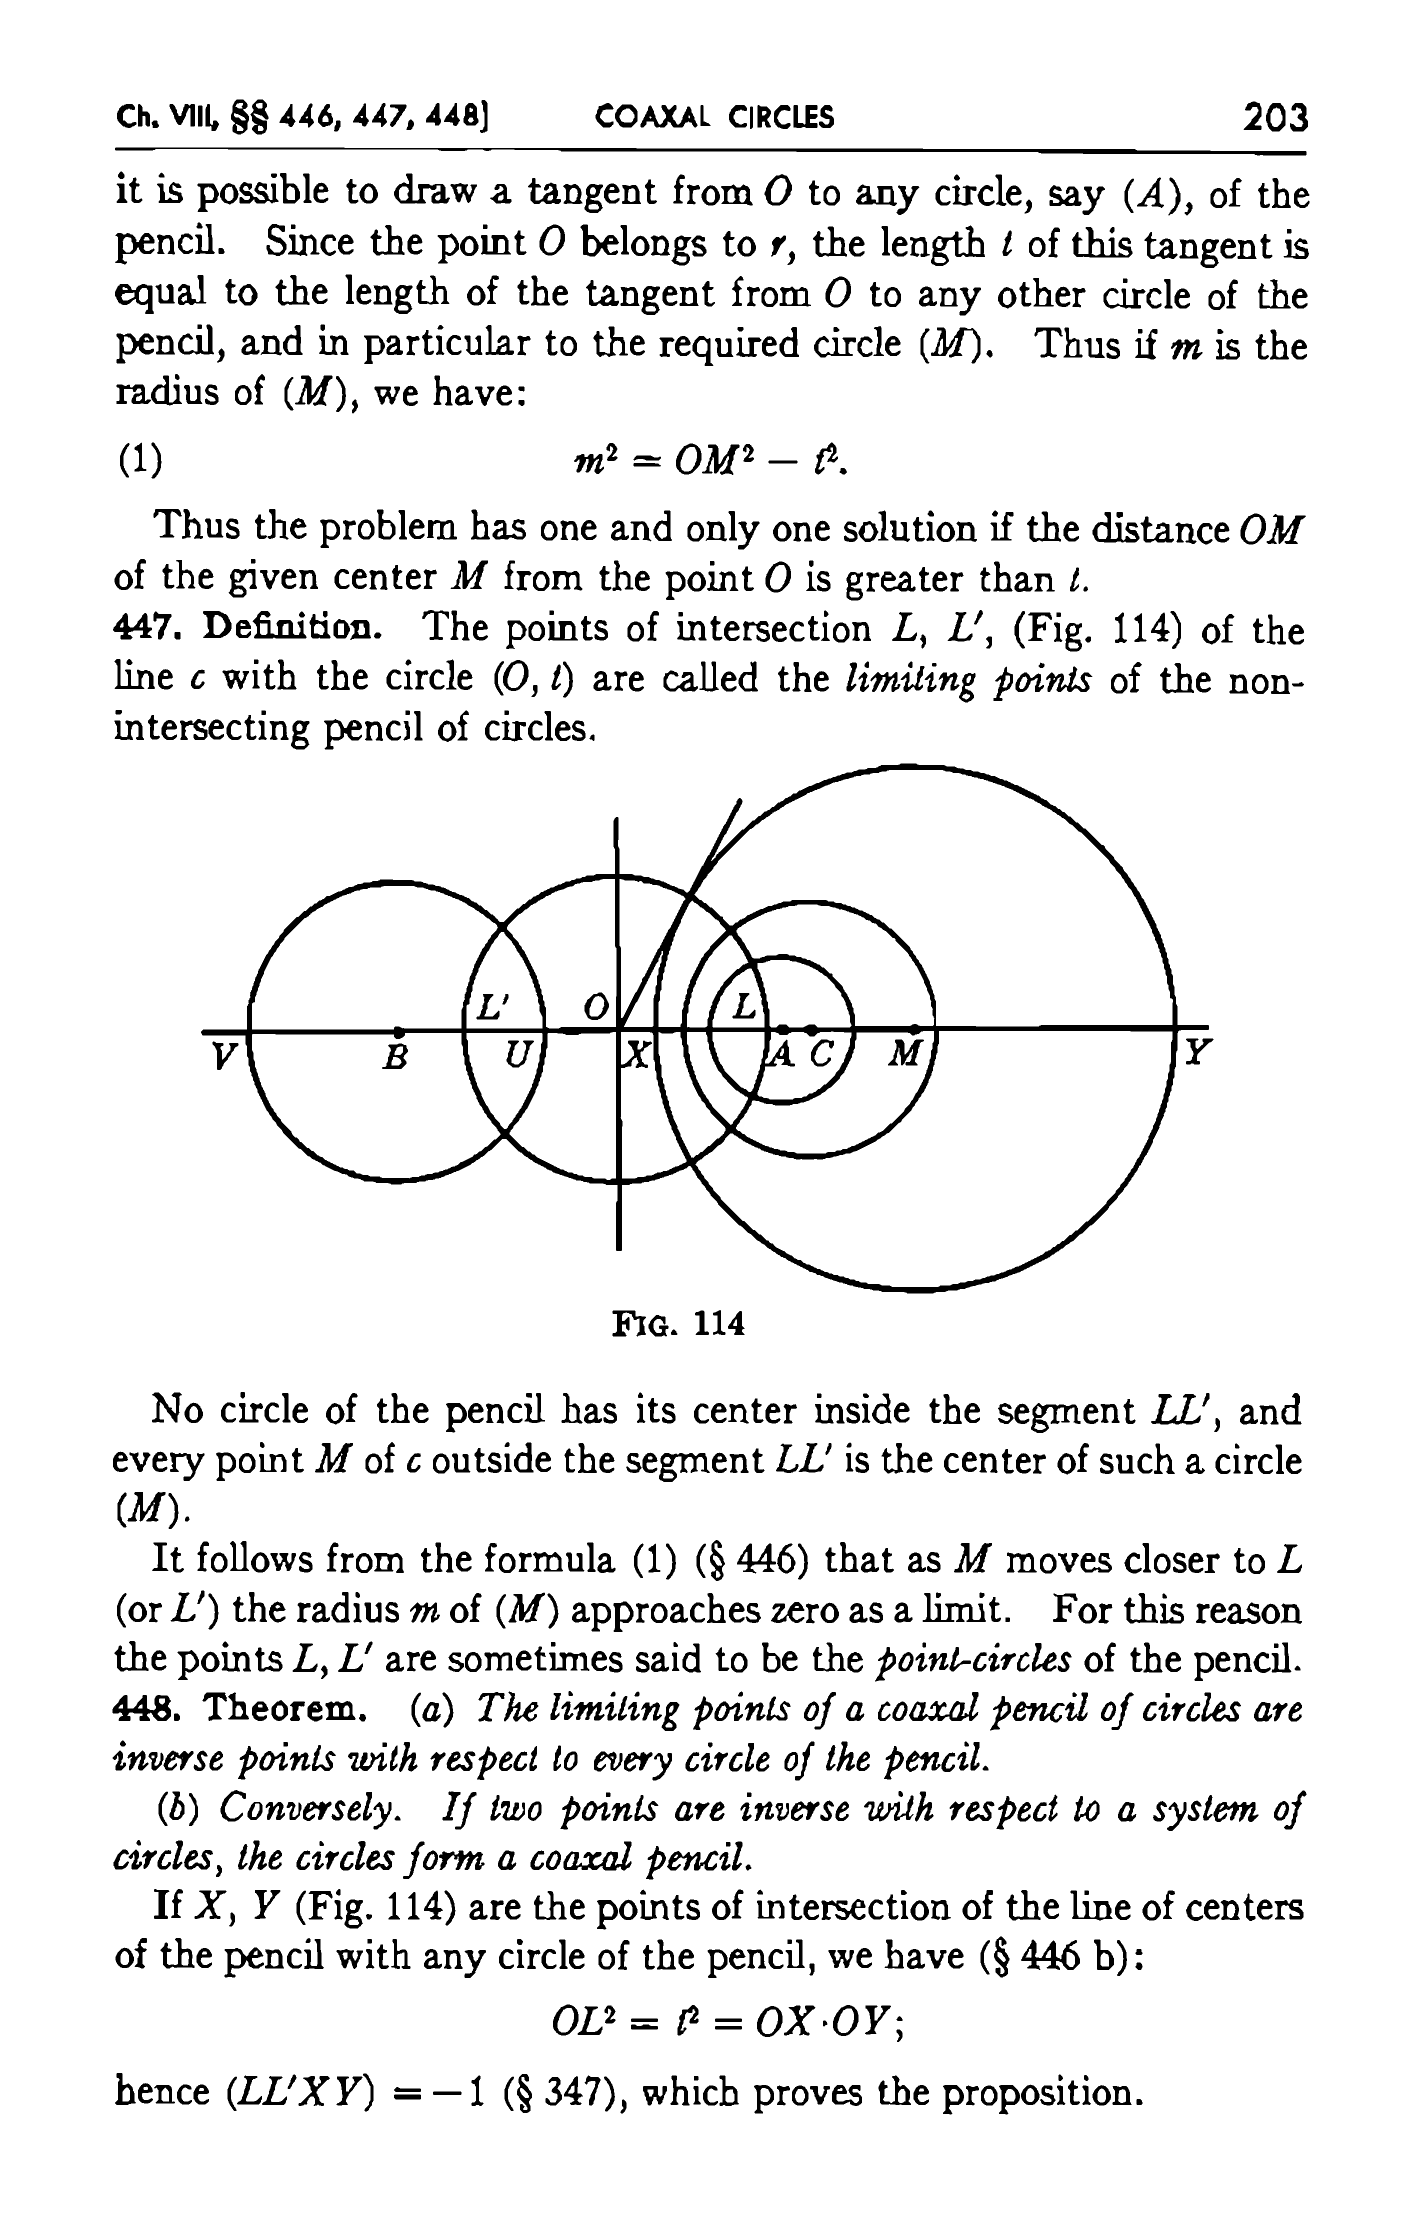 Ch. VIII, §§ 446, 447, 448] COAXAL CIRCLES 203
it is possible to draw a tangent from O to any circle, say (A), of the
pencil. Since the point O belongs to r, the length t of this tangent is
equal to the length of the tangent from O to any other circle of the
pencil, and in particular to the required circle (M). Thus if m is the
radius of (M), we have:
(1) m² = OM² − t².
Thus the problem has one and only one solution if the distance OM
of the given center M from the point O is greater than t.
447. Definition. The points of intersection L, L′, (Fig. 114) of the
line c with the circle (O, t) are called the limiting points of the non-
intersecting pencil of circles.
L′ O L
V B U X A C M Y
FIG. 114
No circle of the pencil has its center inside the segment LL′, and
every point M of c outside the segment LL′ is the center of such a circle
(M).
It follows from the formula (1) (§ 446) that as M moves closer to L
(or L′) the radius m of (M) approaches zero as a limit. For this reason
the points L, L′ are sometimes said to be the point-circles of the pencil.
448. Theorem. (a) The limiting points of a coaxal pencil of circles are
inverse points with respect to every circle of the pencil.
(b) Conversely. If two points are inverse with respect to a system of
circles, the circles form a coaxal pencil.
If X, Y (Fig. 114) are the points of intersection of the line of centers
of the pencil with any circle of the pencil, we have (§ 446 b):
OL² = t² = OX·OY;
hence (LL′XY) = −1 (§ 347), which proves the proposition.